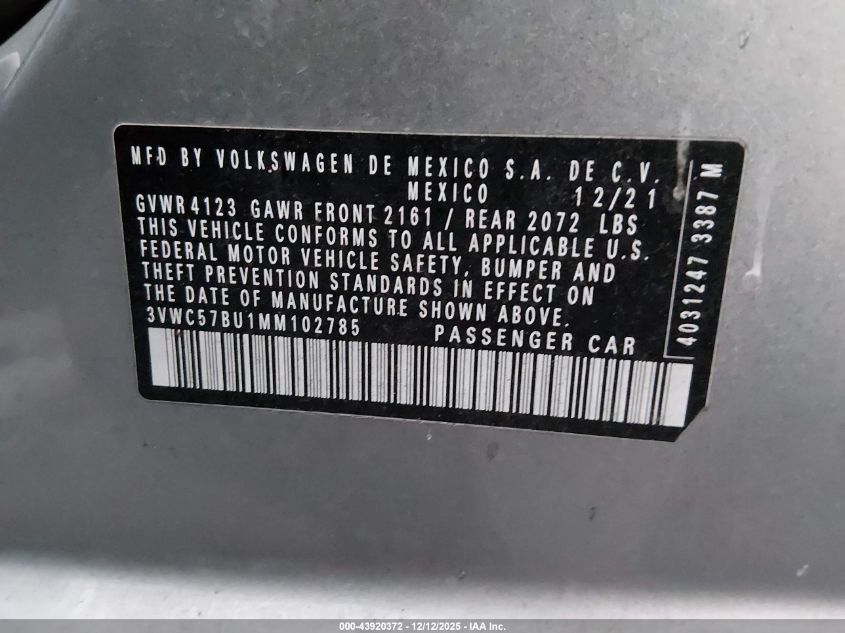 MFD BY VOLKSWAGEN DE MEXICO S.A. DE C.V.
MEXICO 12/21
GVWR 4123 GAWR FRONT 2161 / REAR 2072 LBS
THIS VEHICLE CONFORMS TO ALL APPLICABLE U.S.
FEDERAL MOTOR VEHICLE SAFETY, BUMPER AND
THEFT PREVENTION STANDARDS IN EFFECT ON
THE DATE OF MANUFACTURE SHOWN ABOVE.
3VWC57BU1MM102785 PASSENGER CAR
4031247 3387 M
000-43920372 • 12/12/2025 • IAA Inc.